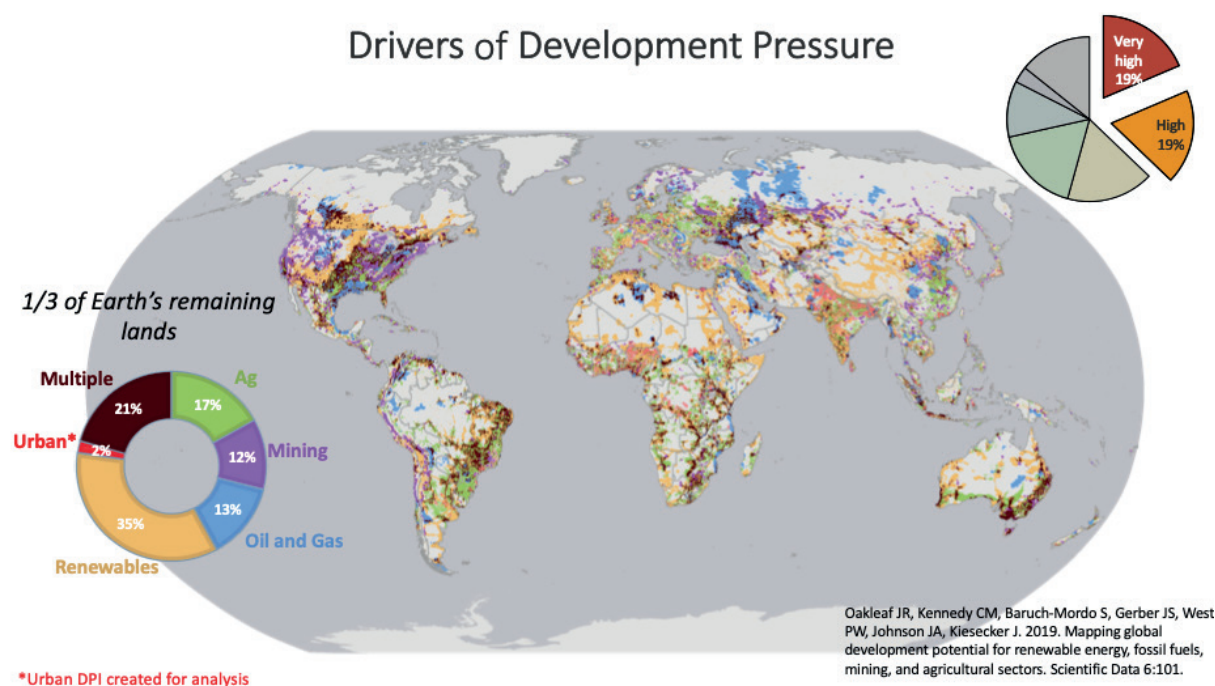 Drivers of Development Pressure
Very
high
19%
High
19%
1/3 of Earth's remaining
lands
Multiple
Ag
21%
17%
Urban*
2%
12%
Mining
13%
35%
Oil and Gas
Renewables
Oakleaf JR, Kennedy CM, Baruch-Mordo S, Gerber JS, West
PW, Johnson JA, Kiesecker J. 2019. Mapping global
development potential for renewable energy, fossil fuels,
mining, and agricultural sectors. Scientific Data 6:101.
*Urban DPI created for analysis